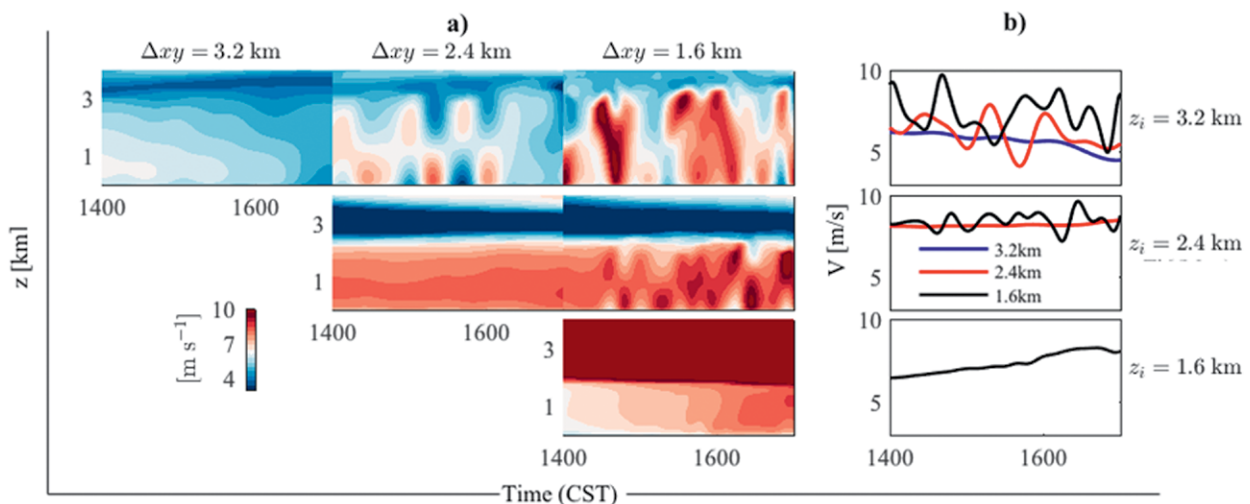 a)
b)
Δxy = 3.2 km
Δxy = 2.4 km
Δxy = 1.6 km
3
1
1400
1600
10
5
z_i = 3.2 km
3
1
1400
1600
10
5
3.2km
2.4km
1.6km
z_i = 2.4 km
z [km]
V [m/s]
[m s⁻¹]
10
7
4
3
1
1400
1600
10
5
1400
1600
z_i = 1.6 km
Time (CST)